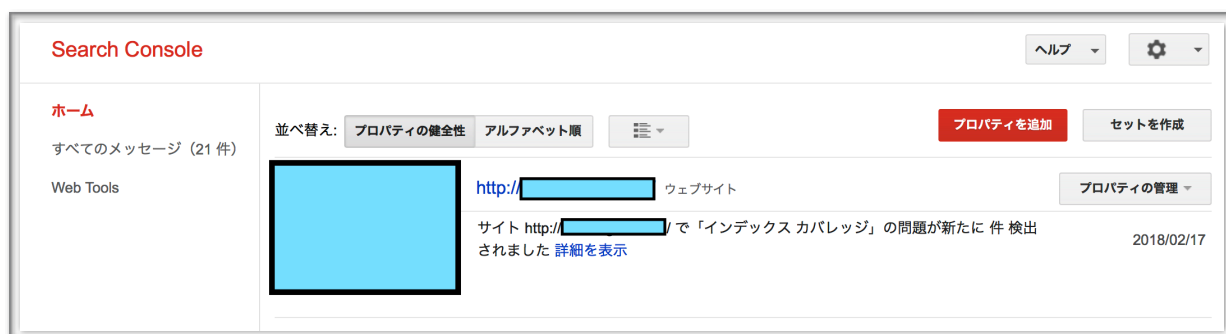 Search Console
ヘルプ
ホーム
すべてのメッセージ（21 件）
Web Tools
並べ替え: プロパティの健全性 アルファベット順
プロパティを追加 セットを作成
http:// ウェブサイト
プロパティの管理
サイト http:// / で「インデックス カバレッジ」の問題が新たに 件 検出
されました 詳細を表示
2018/02/17